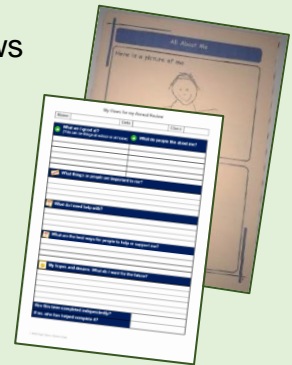 ws
All About Me
Here is a picture of me
My Views for my Annual Review
Name:
Date:
Class:
What am I good at?
What do people like about me?
What things or people are important to me?
What do I need help with?
What are the best ways for people to help or support me?
My hopes and dreams. What do I want for the future?
Has this been completed independently?
If no, who has helped complete it?